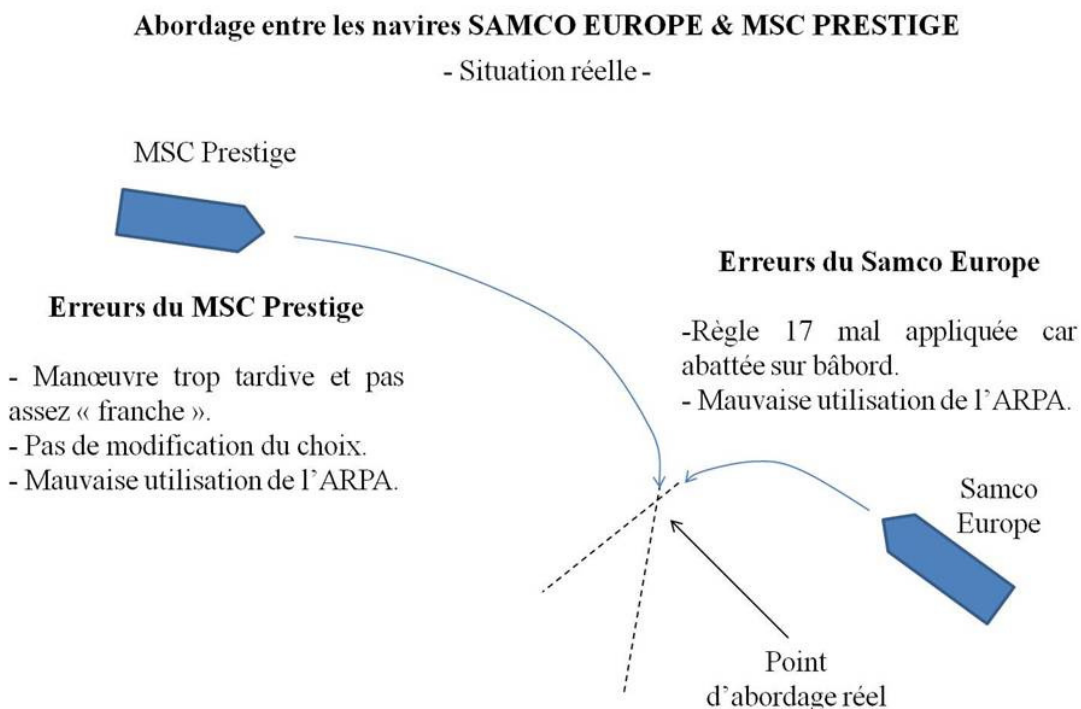 Abordage entre les navires SAMCO EUROPE & MSC PRESTIGE
- Situation réelle -
MSC Prestige
Erreurs du MSC Prestige
- Manœuvre trop tardive et pas
assez « franche ».
- Pas de modification du choix.
- Mauvaise utilisation de l’ARPA.
Erreurs du Samco Europe
-Règle 17 mal appliquée car
abattée sur bâbord.
- Mauvaise utilisation de l’ARPA.
Samco
Europe
Point
d’abordage réel